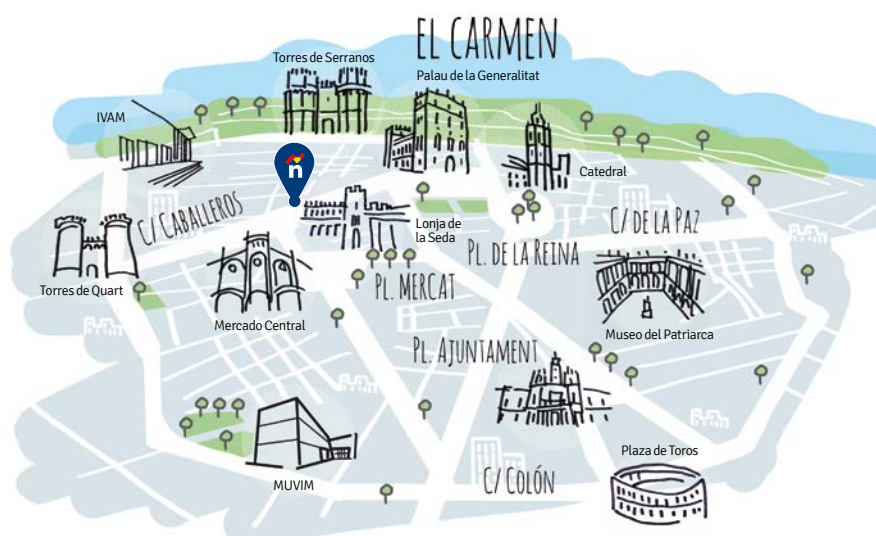 EL CARMEN
Torres de Serranos
Palau de la Generalitat
IVAM
ñ
Catedral
C/ CABALLEROS
Lonja de
la Seda
C/ DE LA PAZ
PL. DE LA REINA
Torres de Quart
PL. MERCAT
Mercado Central
Museo del Patriarca
PL. AJUNTAMENT
Plaza de Toros
MUVIM
C/ COLÓN